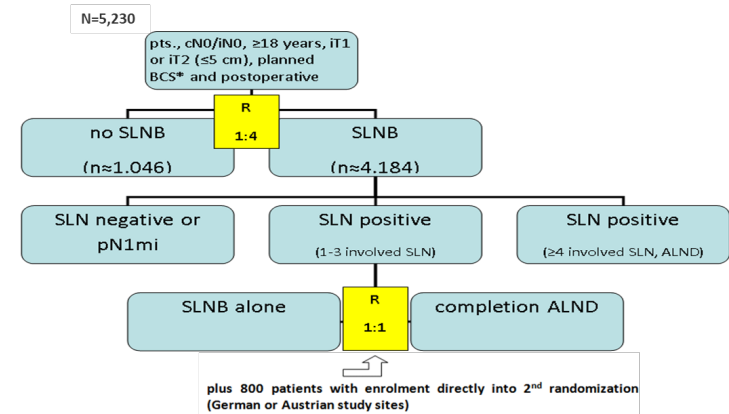 N=5,230
pts., cN0/iN0, ≥18 years, iT1
or iT2 (≤5 cm), planned
BCS* and postoperative
R
1:4
no SLNB
(n≈1.046)
SLNB
(n≈4.184)
SLN negative or
pN1mi
SLN positive
(1-3 involved SLN)
SLN positive
(≥4 involved SLN, ALND)
SLNB alone
R
1:1
completion ALND
plus 800 patients with enrolment directly into 2nd randomization
(German or Austrian study sites)